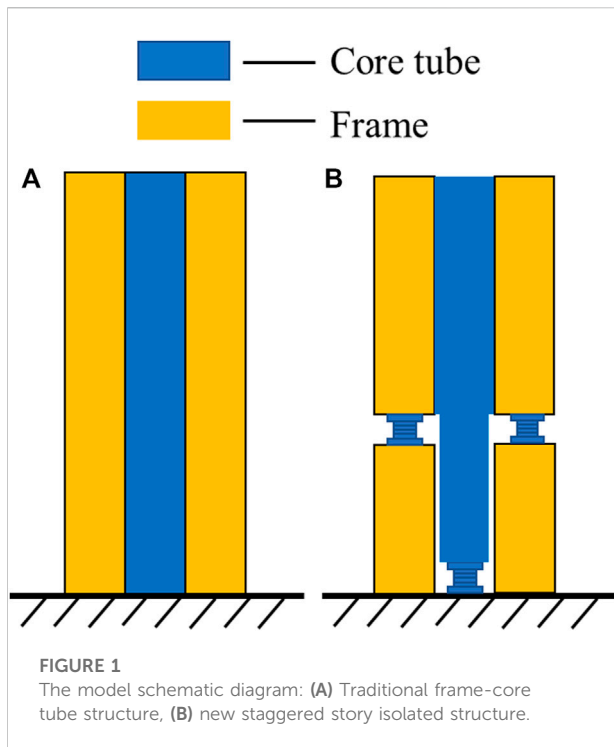 Core tube
Frame
A
B
FIGURE 1
The model schematic diagram: (A) Traditional frame-core
tube structure, (B) new staggered story isolated structure.